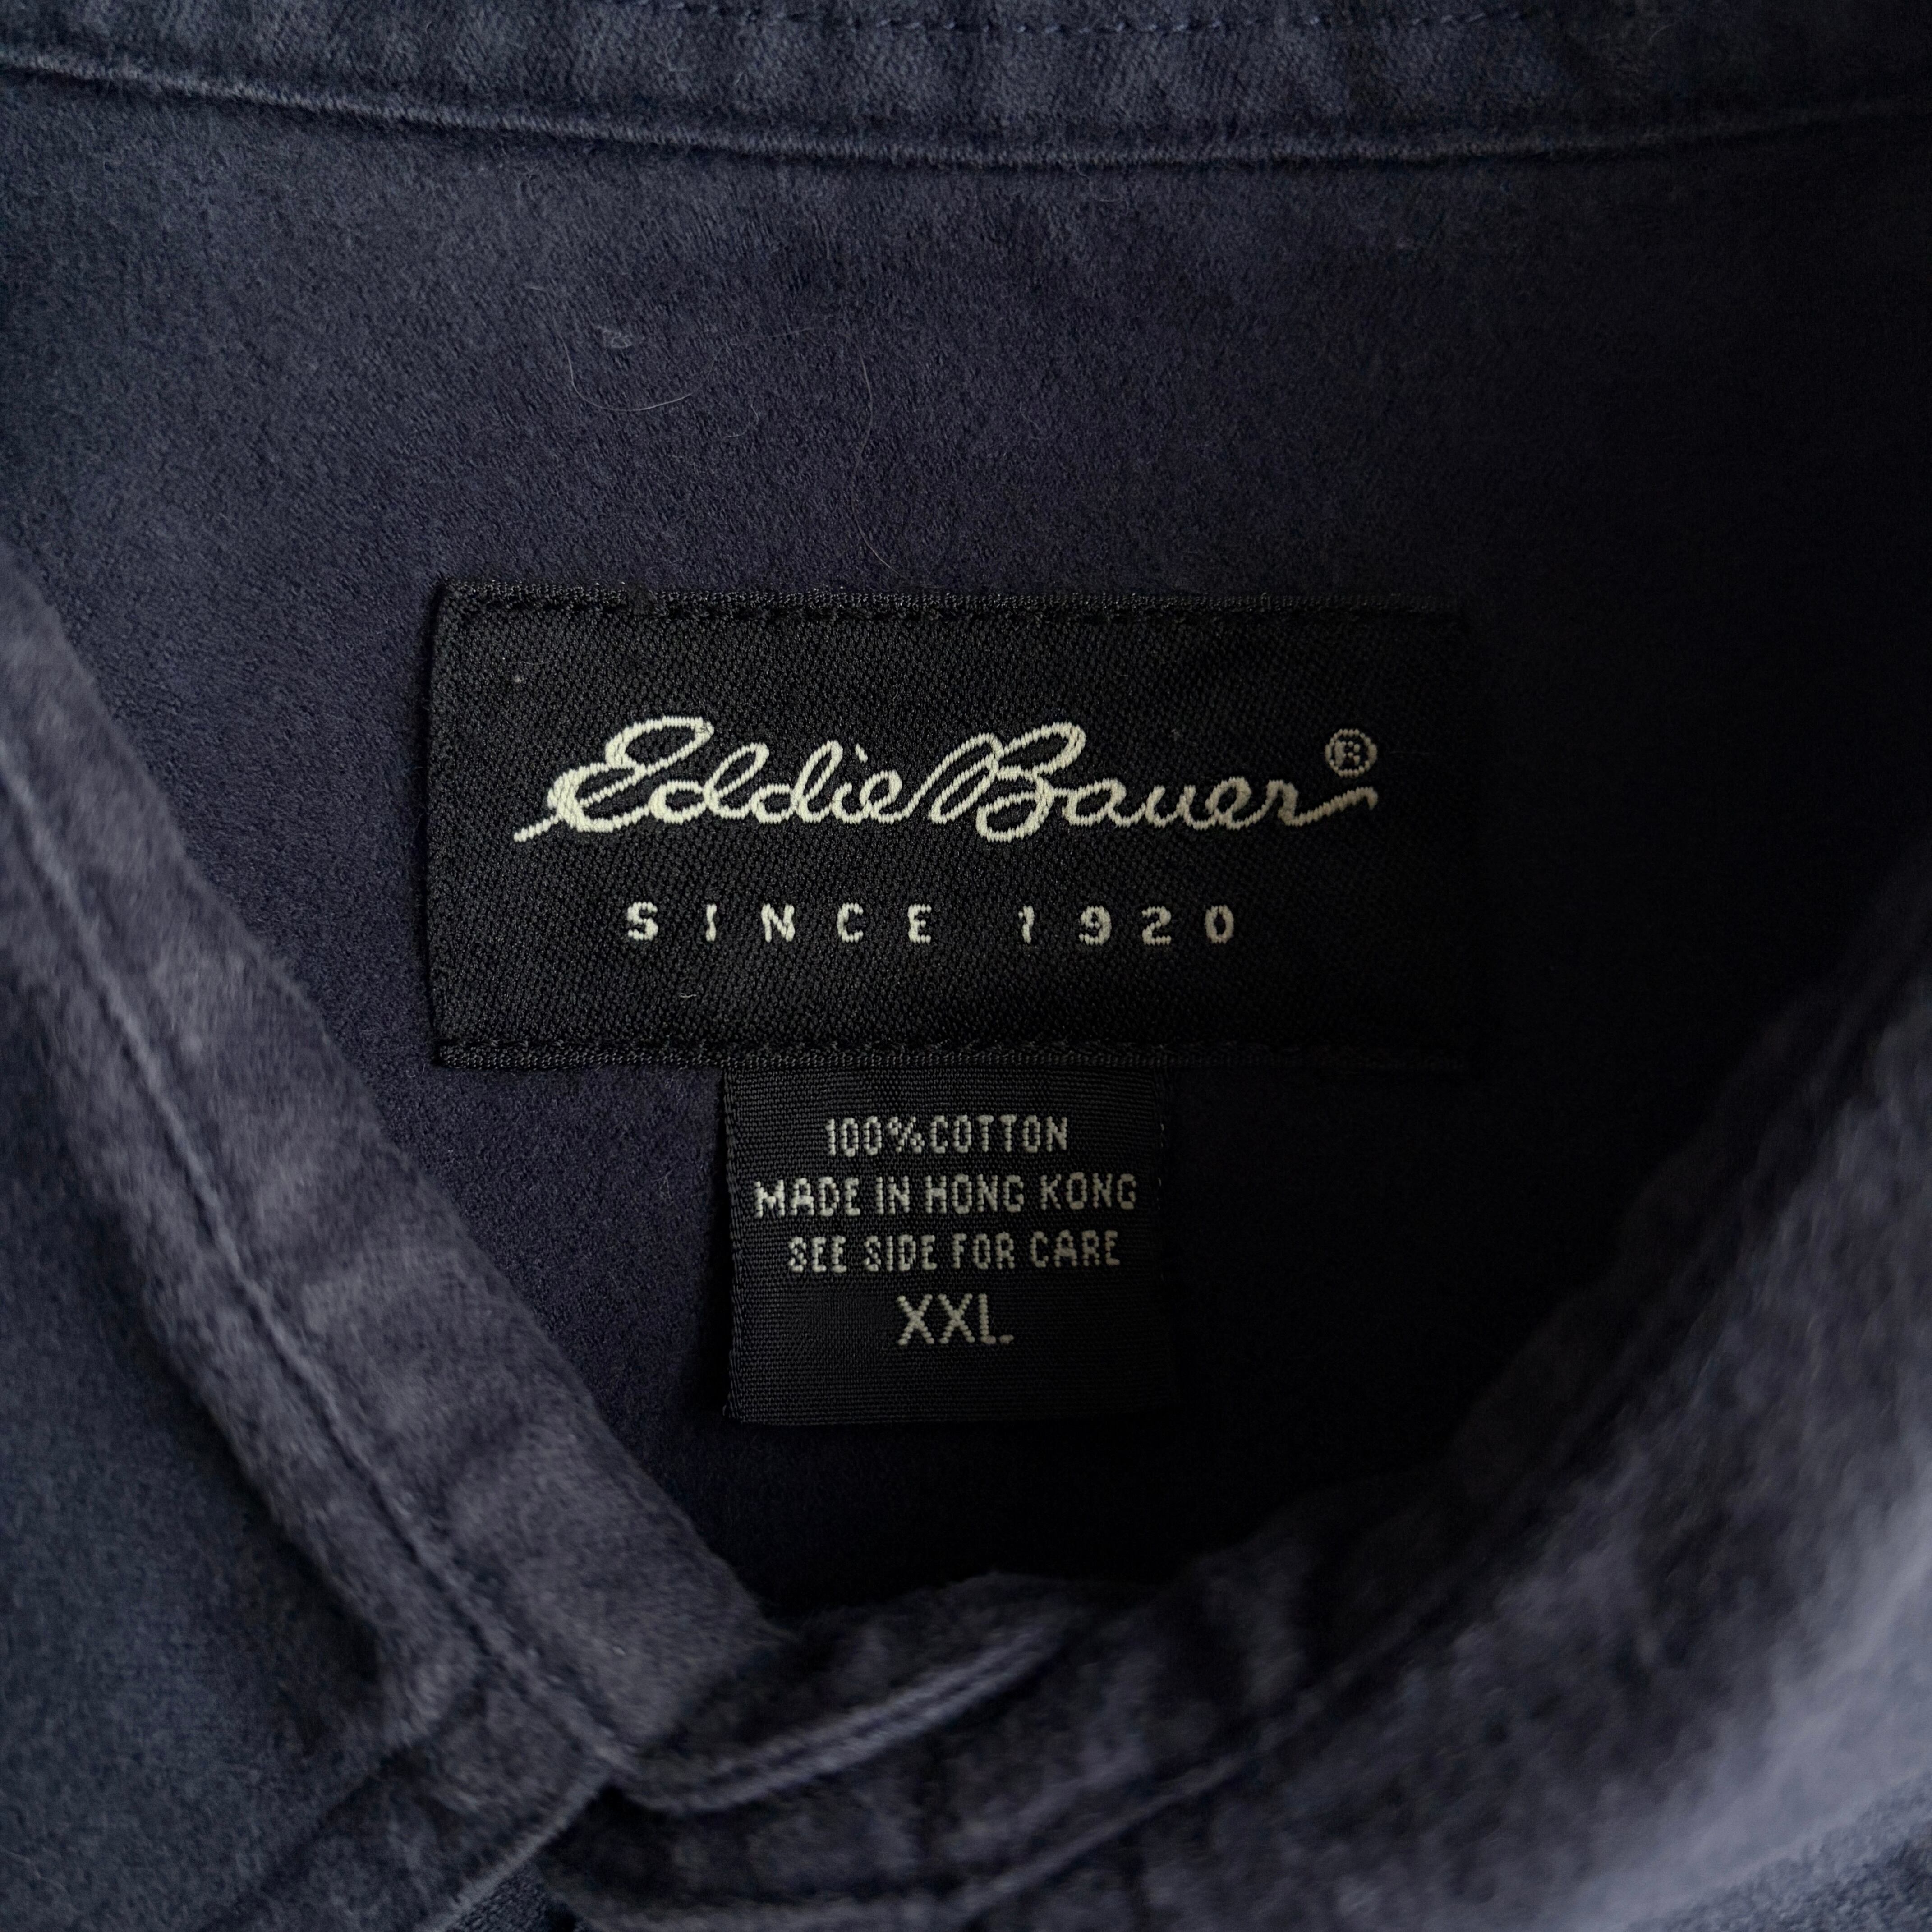 Eddie Bauer®
SINCE 1920
100% COTTON
MADE IN HONG KONG
SEE SIDE FOR CARE
XXL